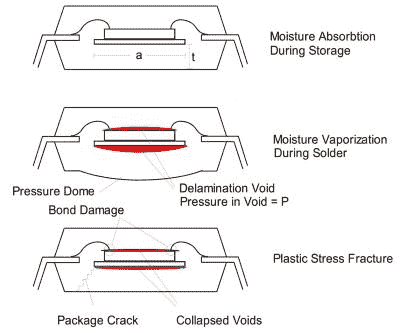 Moisture Absorbtion
During Storage
a
t
Moisture Vaporization
During Solder
Pressure Dome
Delamination Void
Pressure in Void = P
Bond Damage
Plastic Stress Fracture
Package Crack
Collapsed Voids